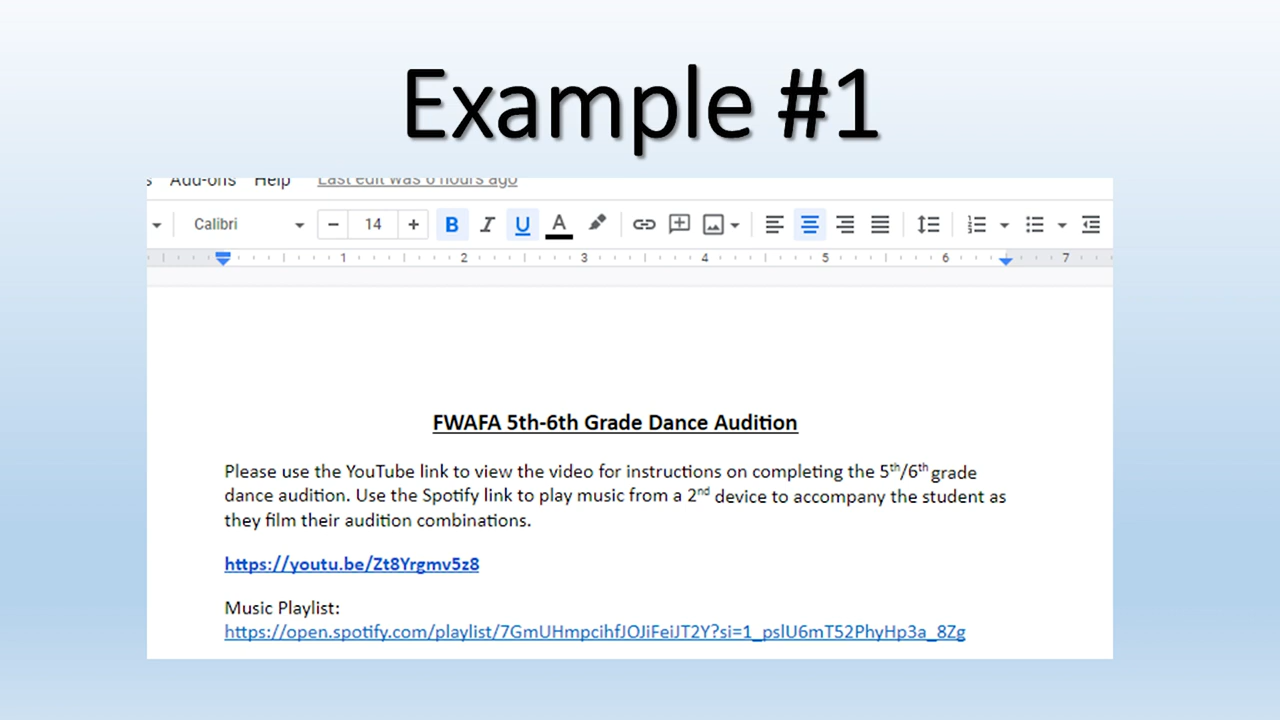 Example #1
Add-ons Help Last edit was 6 hours ago
Calibri 14 B I U A
1 2 3 4 5 6 7
FWAFA 5th-6th Grade Dance Audition
Please use the YouTube link to view the video for instructions on completing the 5th/6th grade
dance audition. Use the Spotify link to play music from a 2nd device to accompany the student as
they film their audition combinations.
https://youtu.be/Zt8Yrgmv5z8
Music Playlist:
https://open.spotify.com/playlist/7GmUHmpcihfJOJiFeiJT2Y?si=1_pslU6mT52PhyHp3a_8Zg